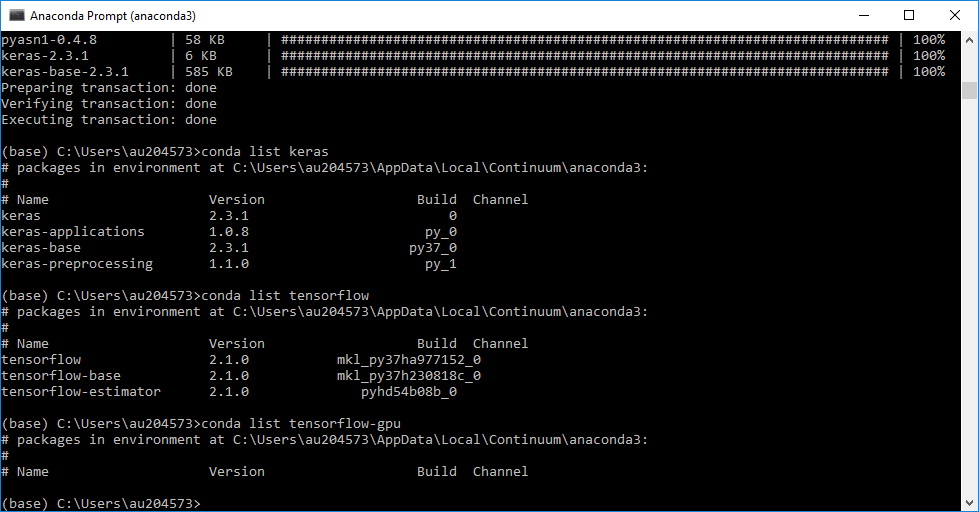 Anaconda Prompt (anaconda3)
pyasn1-0.4.8         | 58 KB     | ############################################################################ | 100%
keras-2.3.1          | 6 KB      | ############################################################################ | 100%
keras-base-2.3.1     | 585 KB    | ############################################################################ | 100%
Preparing transaction: done
Verifying transaction: done
Executing transaction: done
(base) C:\Users\au204573>conda list keras
# packages in environment at C:\Users\au204573\AppData\Local\Continuum\anaconda3:
#
# Name                    Version                   Build  Channel
keras                     2.3.1                         0
keras-applications        1.0.8                      py_0
keras-base                2.3.1                    py37_0
keras-preprocessing       1.1.0                      py_1
(base) C:\Users\au204573>conda list tensorflow
# packages in environment at C:\Users\au204573\AppData\Local\Continuum\anaconda3:
#
# Name                    Version                   Build  Channel
tensorflow                2.1.0           mkl_py37ha977152_0
tensorflow-base           2.1.0           mkl_py37h230818c_0
tensorflow-estimator      2.1.0              pyhd54b08b_0
(base) C:\Users\au204573>conda list tensorflow-gpu
# packages in environment at C:\Users\au204573\AppData\Local\Continuum\anaconda3:
#
# Name                    Version                   Build  Channel
(base) C:\Users\au204573>